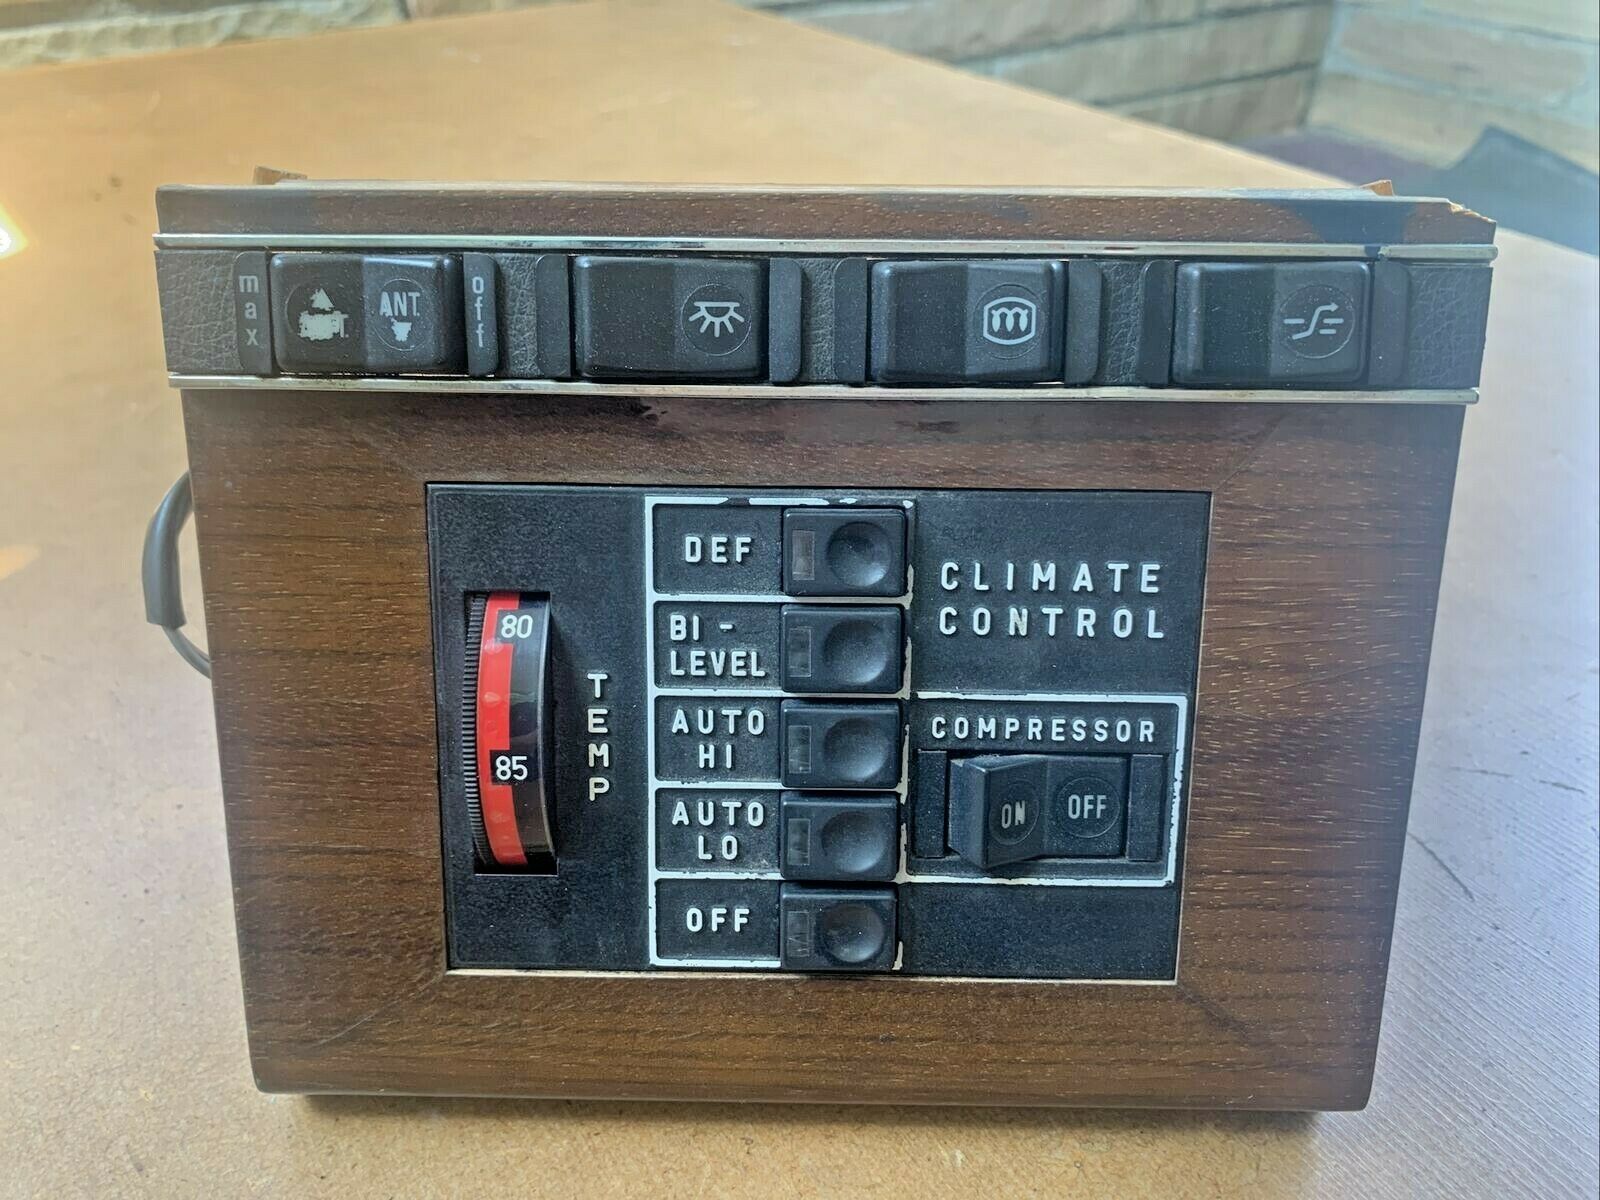 max
ANT.
off
DEF
BI -
LEVEL
AUTO
HI
AUTO
LO
OFF
CLIMATE
CONTROL
COMPRESSOR
ON
OFF
80
85
TEMP